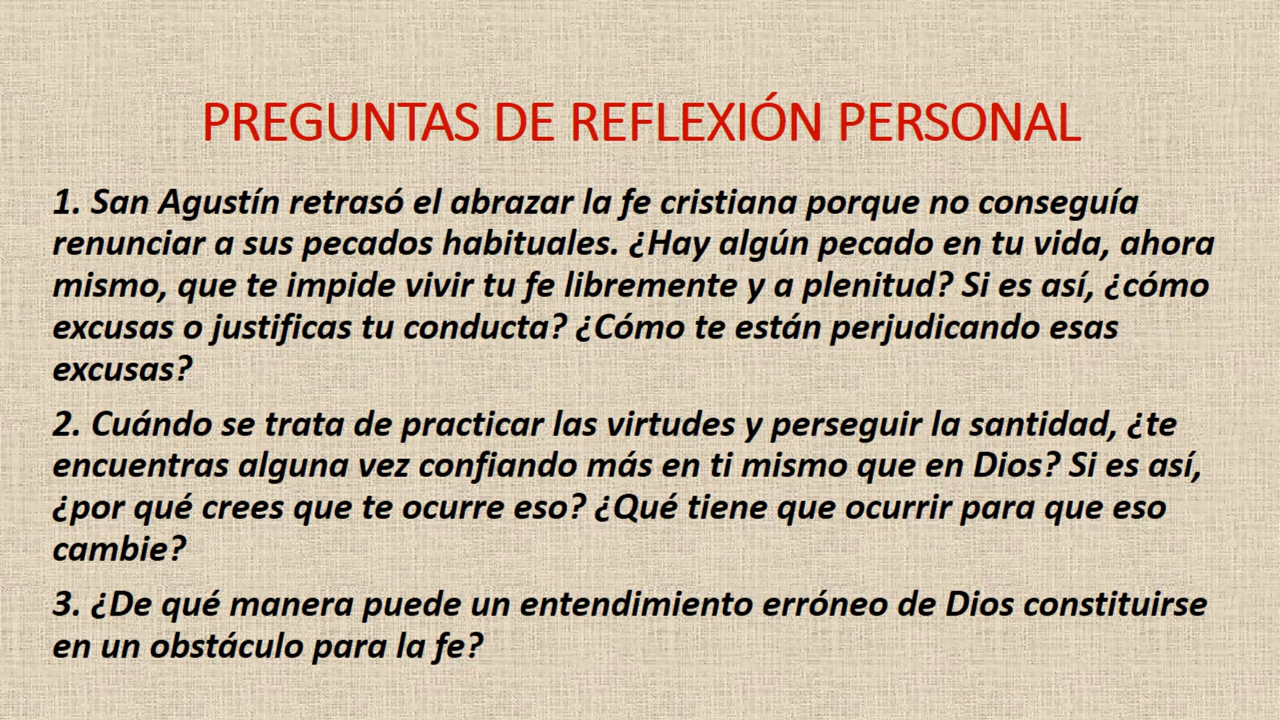 PREGUNTAS DE REFLEXIÓN PERSONAL
1. San Agustín retrasó el abrazar la fe cristiana porque no conseguía
renunciar a sus pecados habituales. ¿Hay algún pecado en tu vida, ahora
mismo, que te impide vivir tu fe libremente y a plenitud? Si es así, ¿cómo
excusas o justificas tu conducta? ¿Cómo te están perjudicando esas
excusas?
2. Cuándo se trata de practicar las virtudes y perseguir la santidad, ¿te
encuentras alguna vez confiando más en ti mismo que en Dios? Si es así,
¿por qué crees que te ocurre eso? ¿Qué tiene que ocurrir para que eso
cambie?
3. ¿De qué manera puede un entendimiento erróneo de Dios constituirse
en un obstáculo para la fe?